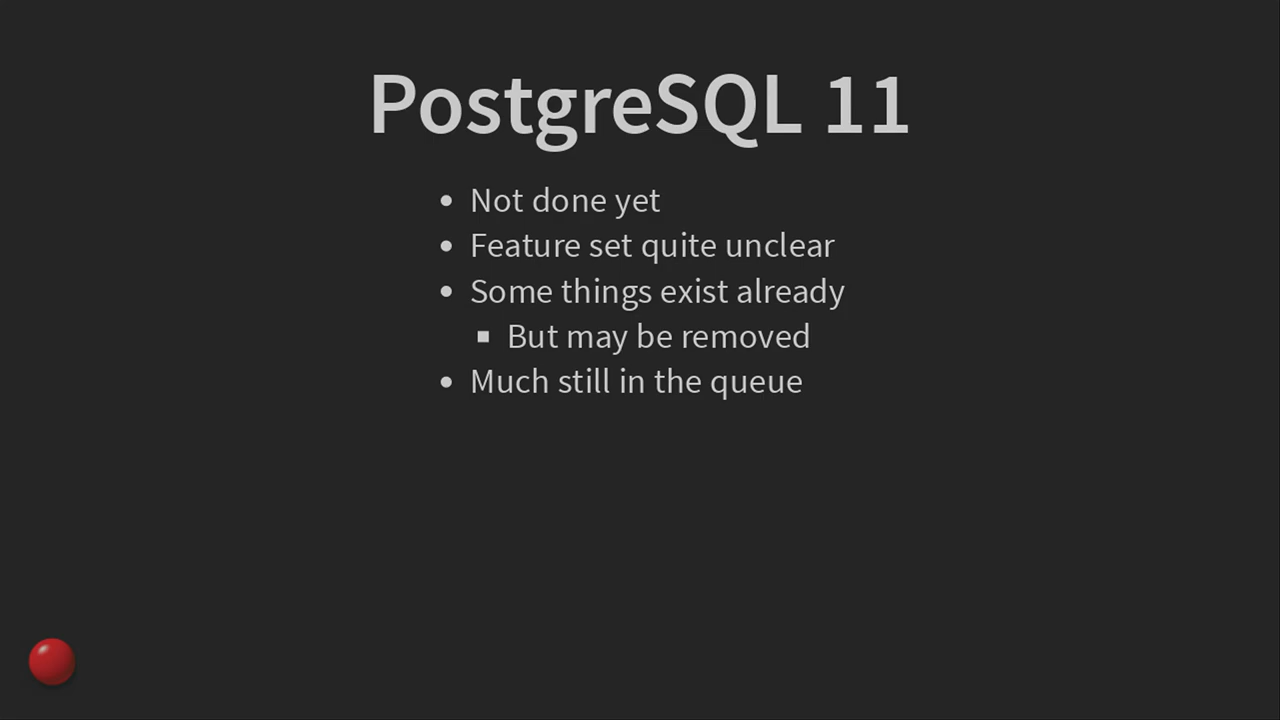 PostgreSQL 11
Not done yet
Feature set quite unclear
Some things exist already
But may be removed
Much still in the queue